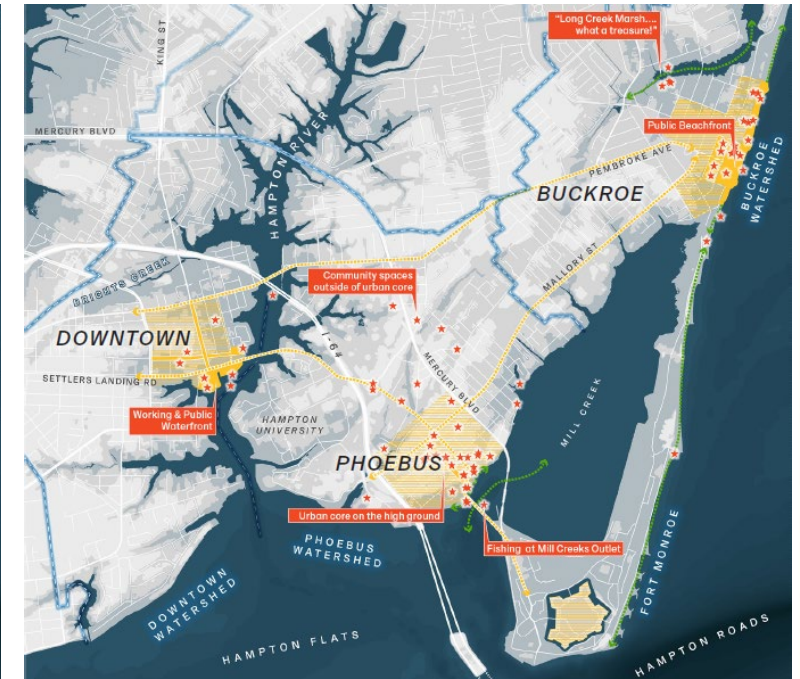 "Long Creek Marsh....
what a treasure!"
KING ST
MERCURY BLVD
HAMPTON RIVER
Public Beachfront
PEMBROKE AVE
BUCKROE
BUCKROE
WATERSHED
BRIGHTS CREEK
Community spaces
outside of urban core
MALLORY ST
DOWNTOWN
I-64
SETTLERS LANDING RD
MERCURY BLVD
Working & Public
Waterfront
HAMPTON
UNIVERSITY
MILL CREEK
PHOEBUS
Urban core on the high ground
PHOEBUS
WATERSHED
Fishing at Mill Creeks Outlet
DOWNTOWN
WATERSHED
FORT MONROE
HAMPTON FLATS
HAMPTON ROADS